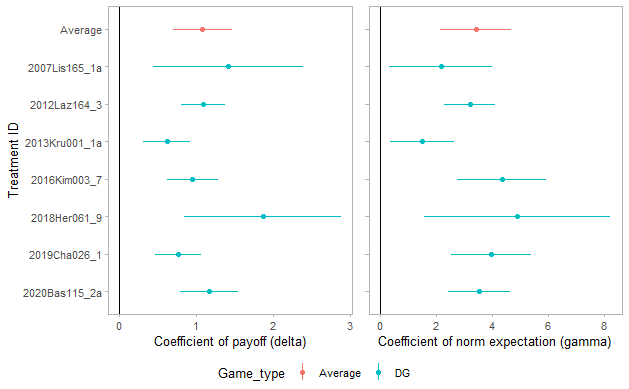 Treatment ID
Average
2007Lis165_1a
2012Laz164_3
2013Kru001_1a
2016Kim003_7
2018Her061_9
2019Cha026_1
2020Bas115_2a
0 1 2 3
0 2 4 6 8
Coefficient of payoff (delta)
Coefficient of norm expectation (gamma)
Game_type Average DG